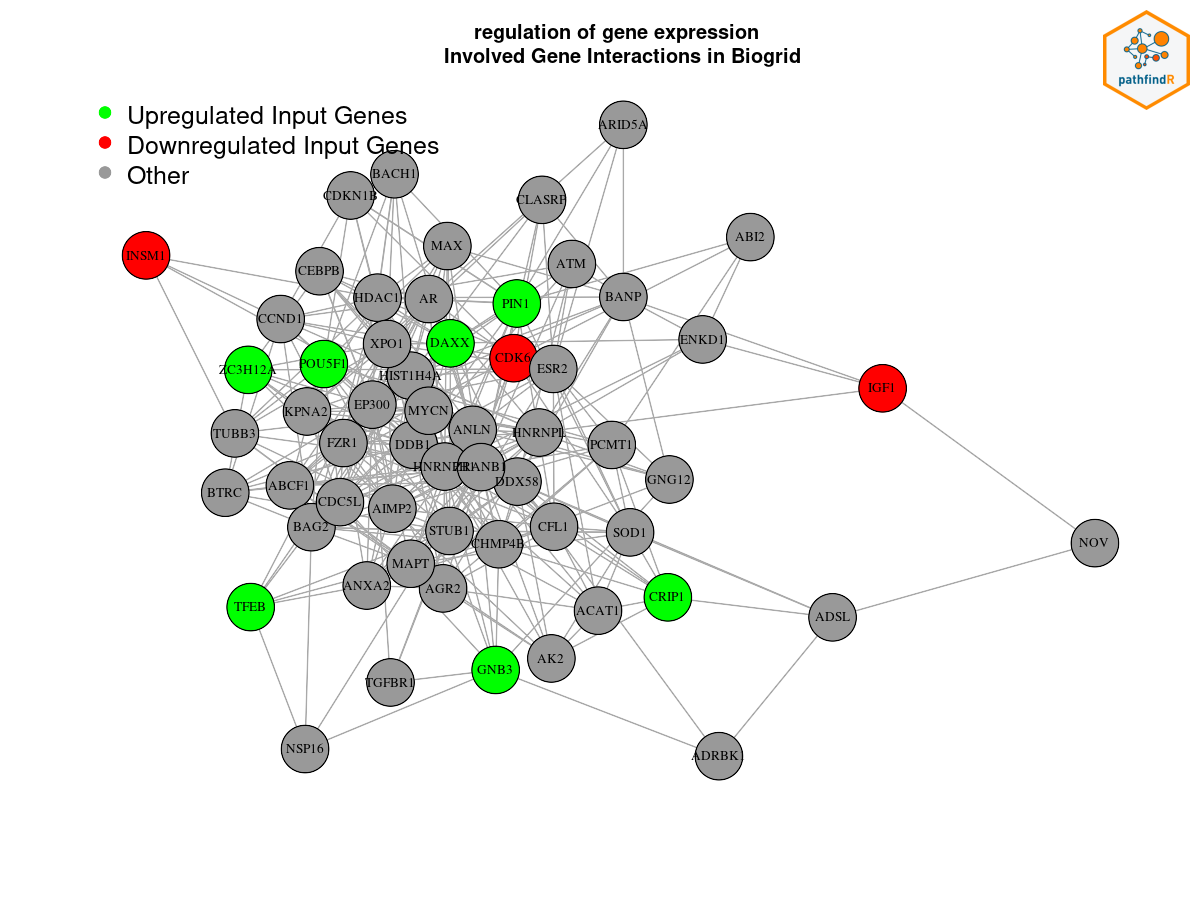 regulation of gene expression
Involved Gene Interactions in Biogrid
pathfindR
Upregulated Input Genes
Downregulated Input Genes
Other
ARID5A
BACH1
CDKN1B
CLASRP
ABI2
MAX
INSM1
ATM
CEBPB
HDAC1
AR
BANP
PIN1
CCND1
ENKD1
XPO1
DAXX
CDK6
POU5F1
ESR2
ZC3H12A
HIST1H4A
IGF1
EP300
KPNA2
MYCN
TUBB3
ANLN
HNRNPL
FZR1
DDB1
PCMT1
GNG12
ABCF1
DDX58
BTRC
CDC5L
AIMP2
BAG2
CFL1
STUB1
SOD1
CHMP4B
NOV
MAPT
ANXA2
AGR2
CRIP1
TFEB
ACAT1
ADSL
AK2
GNB3
TGFBR1
NSP16